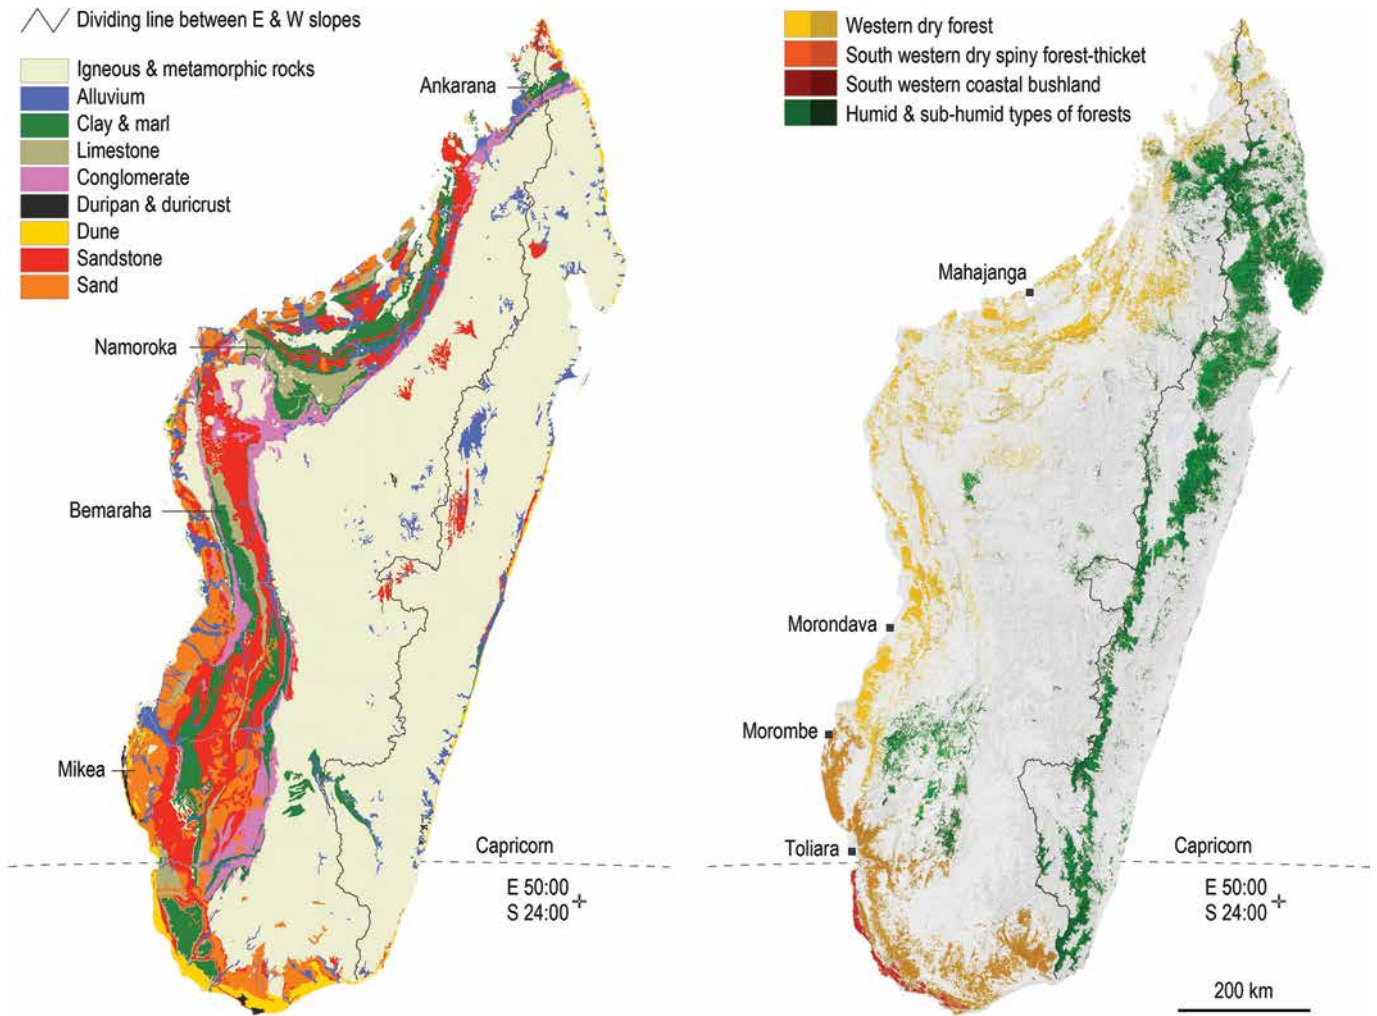 Dividing line between E & W slopes
Igneous & metamorphic rocks
Alluvium
Clay & marl
Limestone
Conglomerate
Duripan & duricrust
Dune
Sandstone
Sand
Ankarana
Namoroka
Bemaraha
Mikea
Capricorn
E 50:00
S 24:00
Western dry forest
South western dry spiny forest-thicket
South western coastal bushland
Humid & sub-humid types of forests
Mahajanga
Morondava
Morombe
Toliara
Capricorn
E 50:00
S 24:00
200 km